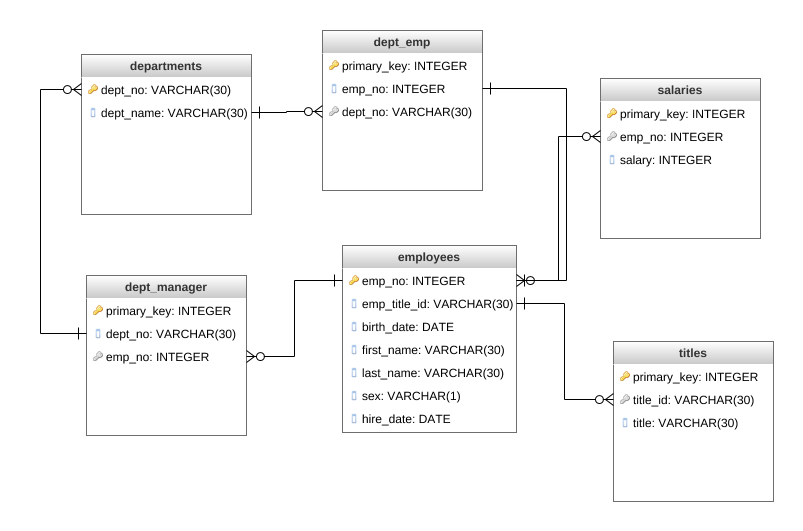 departments
dept_no: VARCHAR(30)
dept_name: VARCHAR(30)
dept_emp
primary_key: INTEGER
emp_no: INTEGER
dept_no: VARCHAR(30)
salaries
primary_key: INTEGER
emp_no: INTEGER
salary: INTEGER
dept_manager
primary_key: INTEGER
dept_no: VARCHAR(30)
emp_no: INTEGER
employees
emp_no: INTEGER
emp_title_id: VARCHAR(30)
birth_date: DATE
first_name: VARCHAR(30)
last_name: VARCHAR(30)
sex: VARCHAR(1)
hire_date: DATE
titles
primary_key: INTEGER
title_id: VARCHAR(30)
title: VARCHAR(30)